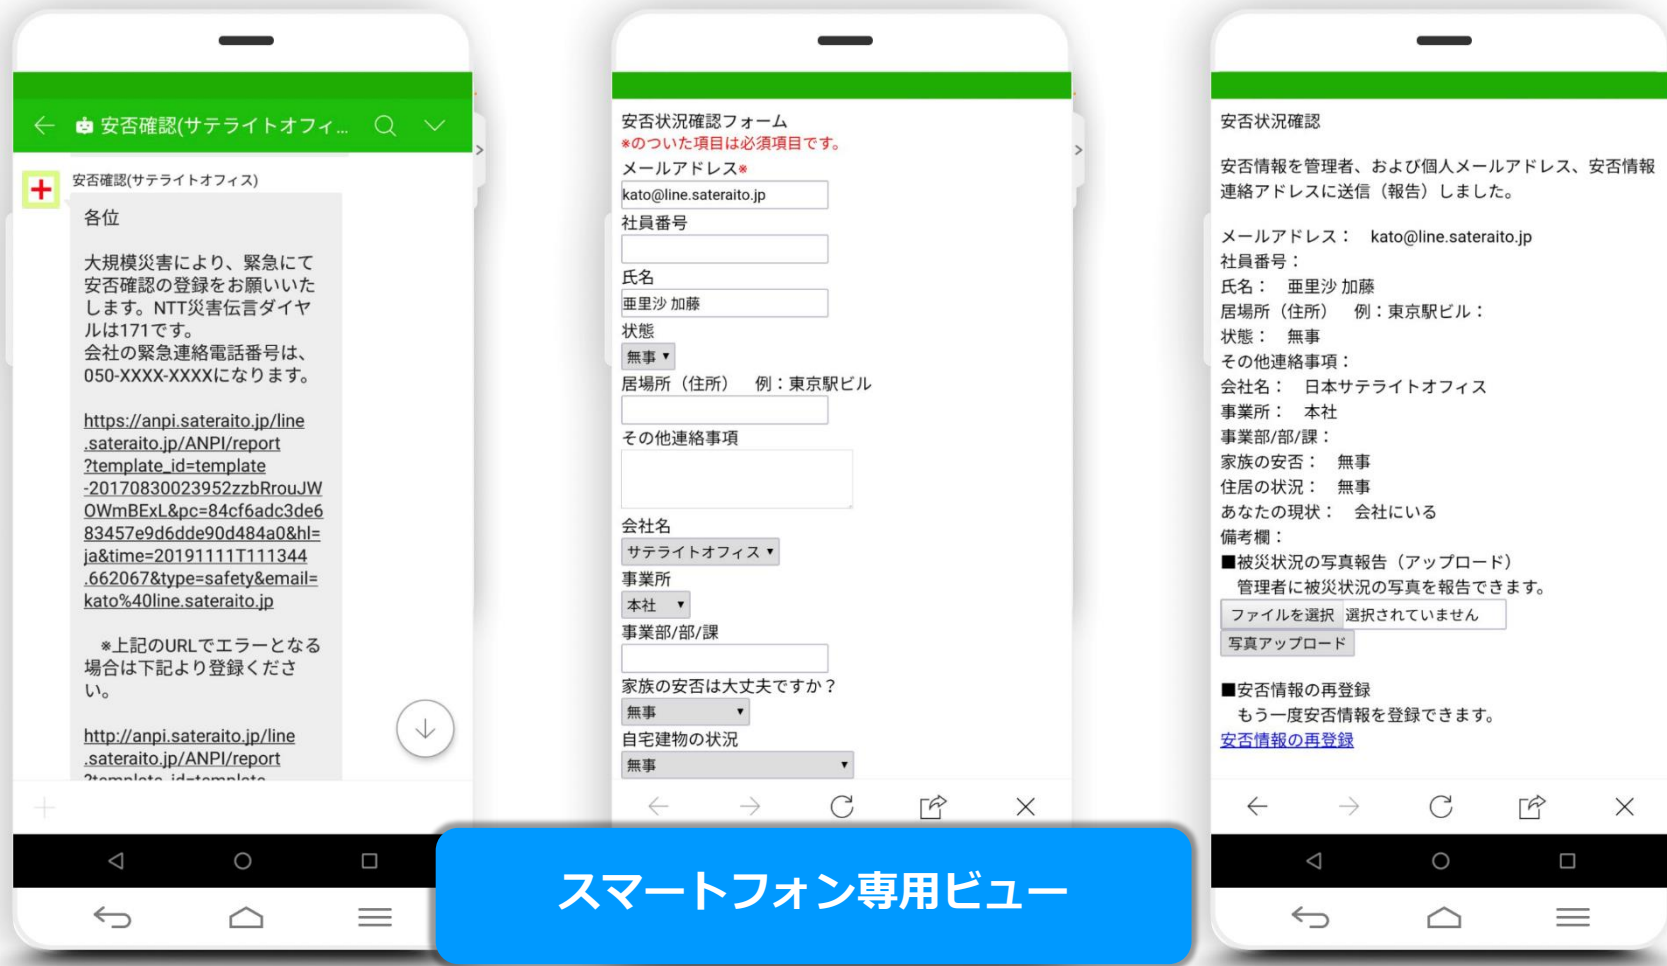 安否確認(サテライトオフィ...
安否確認(サテライトオフィス)
各位
大規模災害により、緊急にて
安否確認の登録をお願いいた
します。NTT災害伝言ダイヤ
ルは171です。
会社の緊急連絡電話番号は、
050-XXXX-XXXXになります。
https://anpi.sateraito.jp/line
.sateraito.jp/ANPI/report
?template_id=template
-20170830023952zzbRrouJW
OWmBExL&pc=84cf6adc3de6
83457e9d6dde90d484a0&hl=
ja&time=20191111T111344
.662067&type=safety&email=
kato%40line.sateraito.jp
※上記のURLでエラーとなる
場合は下記より登録くださ
い。
http://anpi.sateraito.jp/line
.sateraito.jp/ANPI/report
?template_id=template
安否状況確認フォーム
※のついた項目は必須項目です。
メールアドレス※
kato@line.sateraito.jp
社員番号
氏名
亜里沙 加藤
状態
無事
居場所（住所）　例：東京駅ビル
その他連絡事項
会社名
サテライトオフィス
事業所
本社
事業部/部/課
家族の安否は大丈夫ですか？
無事
自宅建物の状況
無事
安否状況確認
安否情報を管理者、および個人メールアドレス、安否情報
連絡アドレスに送信（報告）しました。
メールアドレス：　kato@line.sateraito.jp
社員番号：
氏名：　亜里沙 加藤
居場所（住所）　例：東京駅ビル：
状態：　無事
その他連絡事項：
会社名：　日本サテライトオフィス
事業所：　本社
事業部/部/課：
家族の安否：　無事
住居の状況：　無事
あなたの現状：　会社にいる
備考欄：
■被災状況の写真報告（アップロード）
管理者に被災状況の写真を報告できます。
ファイルを選択 選択されていません
写真アップロード
■安否情報の再登録
もう一度安否情報を登録できます。
安否情報の再登録
スマートフォン専用ビュー